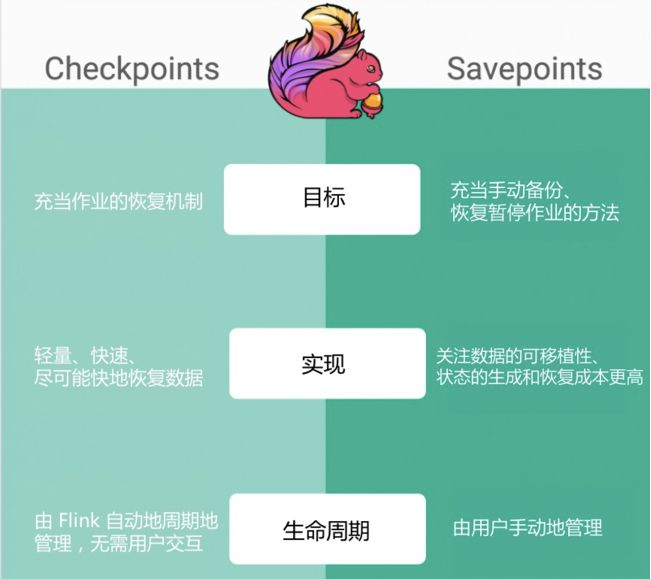 Checkpoints
Savepoints
充当作业的恢复机制
目标
充当手动备份、
恢复暂停作业的方法
轻量、快速、
尽可能快地恢复数据
实现
关注数据的可移植性、
状态的生成和恢复成本更高
由 Flink 自动地周期地
管理，无需用户交互
生命周期
由用户手动地管理